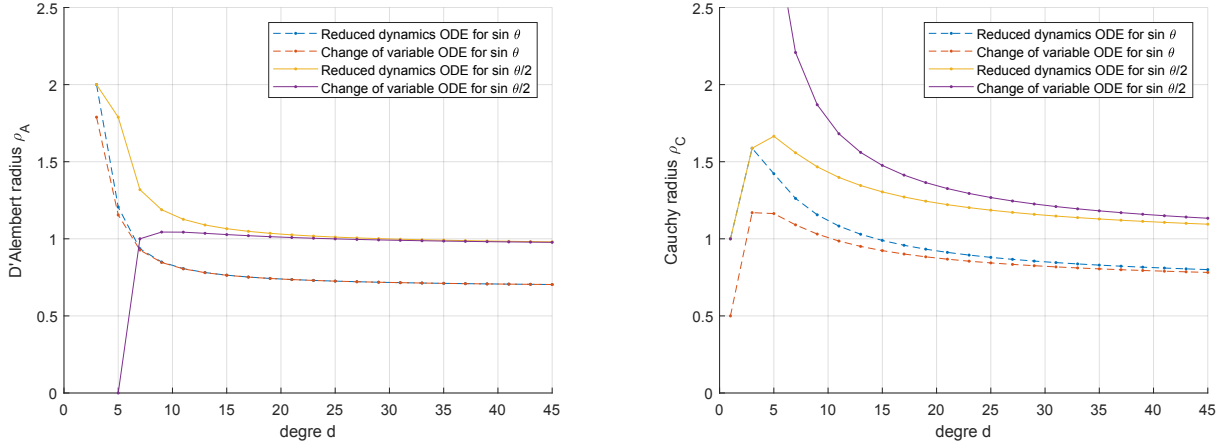 2.5
2
1.5
1
0.5
0
D'Alembert radius ρA
Reduced dynamics ODE for sin θ
Change of variable ODE for sin θ
Reduced dynamics ODE for sin θ/2
Change of variable ODE for sin θ/2
0 5 10 15 20 25 30 35 40 45
degre d
2.5
2
1.5
1
0.5
0
Cauchy radius ρC
Reduced dynamics ODE for sin θ
Change of variable ODE for sin θ
Reduced dynamics ODE for sin θ/2
Change of variable ODE for sin θ/2
0 5 10 15 20 25 30 35 40 45
degre d